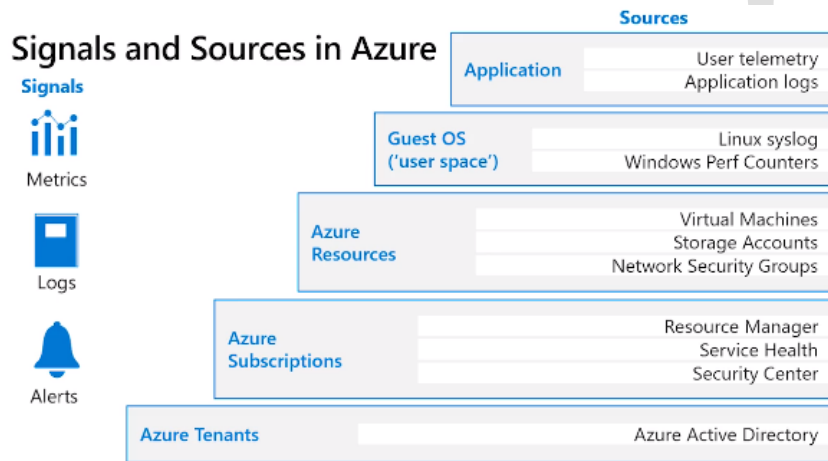 Sources
Signals and Sources in Azure
Signals
Metrics
Logs
Alerts
Application
User telemetry
Application logs
Guest OS
('user space')
Linux syslog
Windows Perf Counters
Azure
Resources
Virtual Machines
Storage Accounts
Network Security Groups
Azure
Subscriptions
Resource Manager
Service Health
Security Center
Azure Tenants
Azure Active Directory